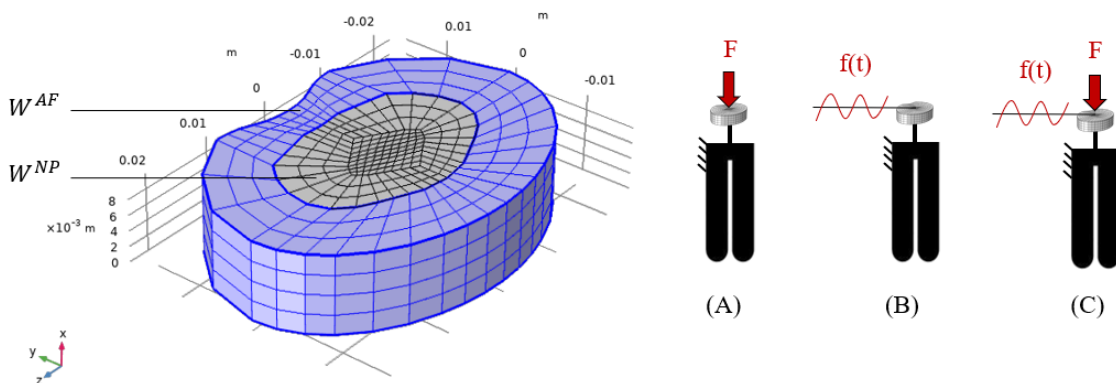 -0.02
0.01
m
m
-0.01
0
W^AF
0
-0.01
0.01
W^NP
0.02
8
6
×10⁻³ m
4
2
0
x
y
z
F
f(t)
(A)
f(t)
(B)
F
f(t)
(C)